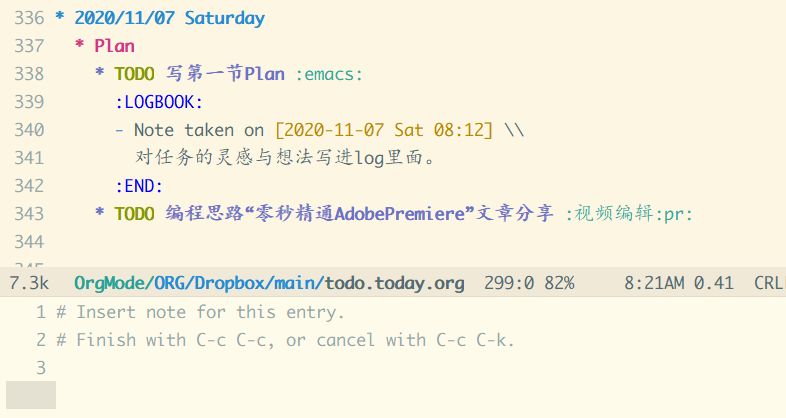 336 * 2020/11/07 Saturday
337 * Plan
338 * TODO 写第一节Plan :emacs:
339 :LOGBOOK:
340 - Note taken on [2020-11-07 Sat 08:12] \\
341 对任务的灵感与想法写进log里面。
342 :END:
343 * TODO 编程思路“零秒精通AdobePremiere”文章分享 :视频编辑:pr:
344
7.3k OrgMode/ORG/Dropbox/main/todo.today.org 299:0 82% 8:21AM 0.41 CRL
1 # Insert note for this entry.
2 # Finish with C-c C-c, or cancel with C-c C-k.
3